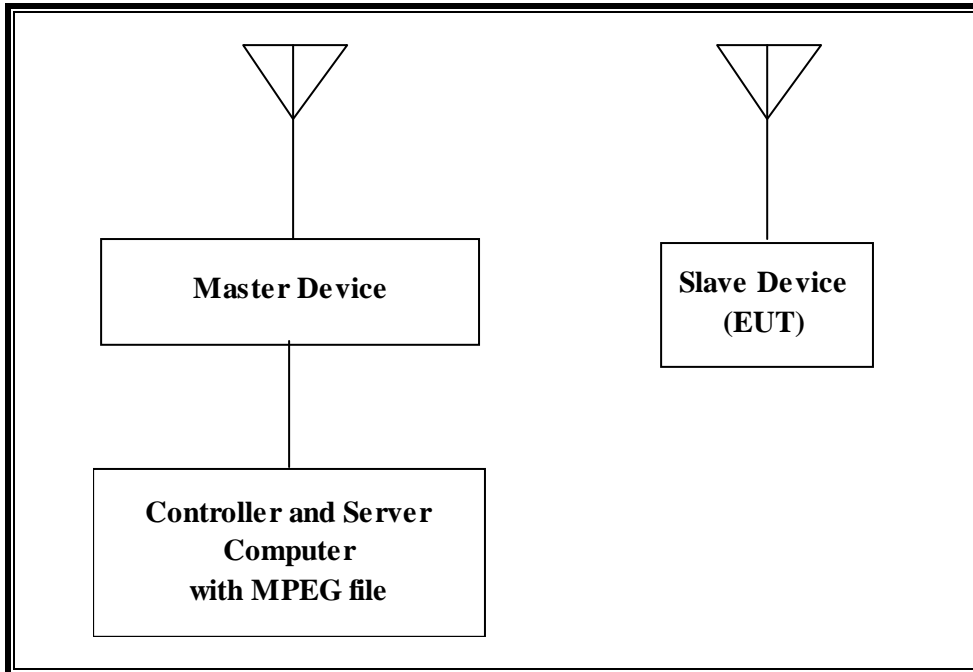 Master Device
Slave Device
(EUT)
Controller and Server
Computer
with MPEG file